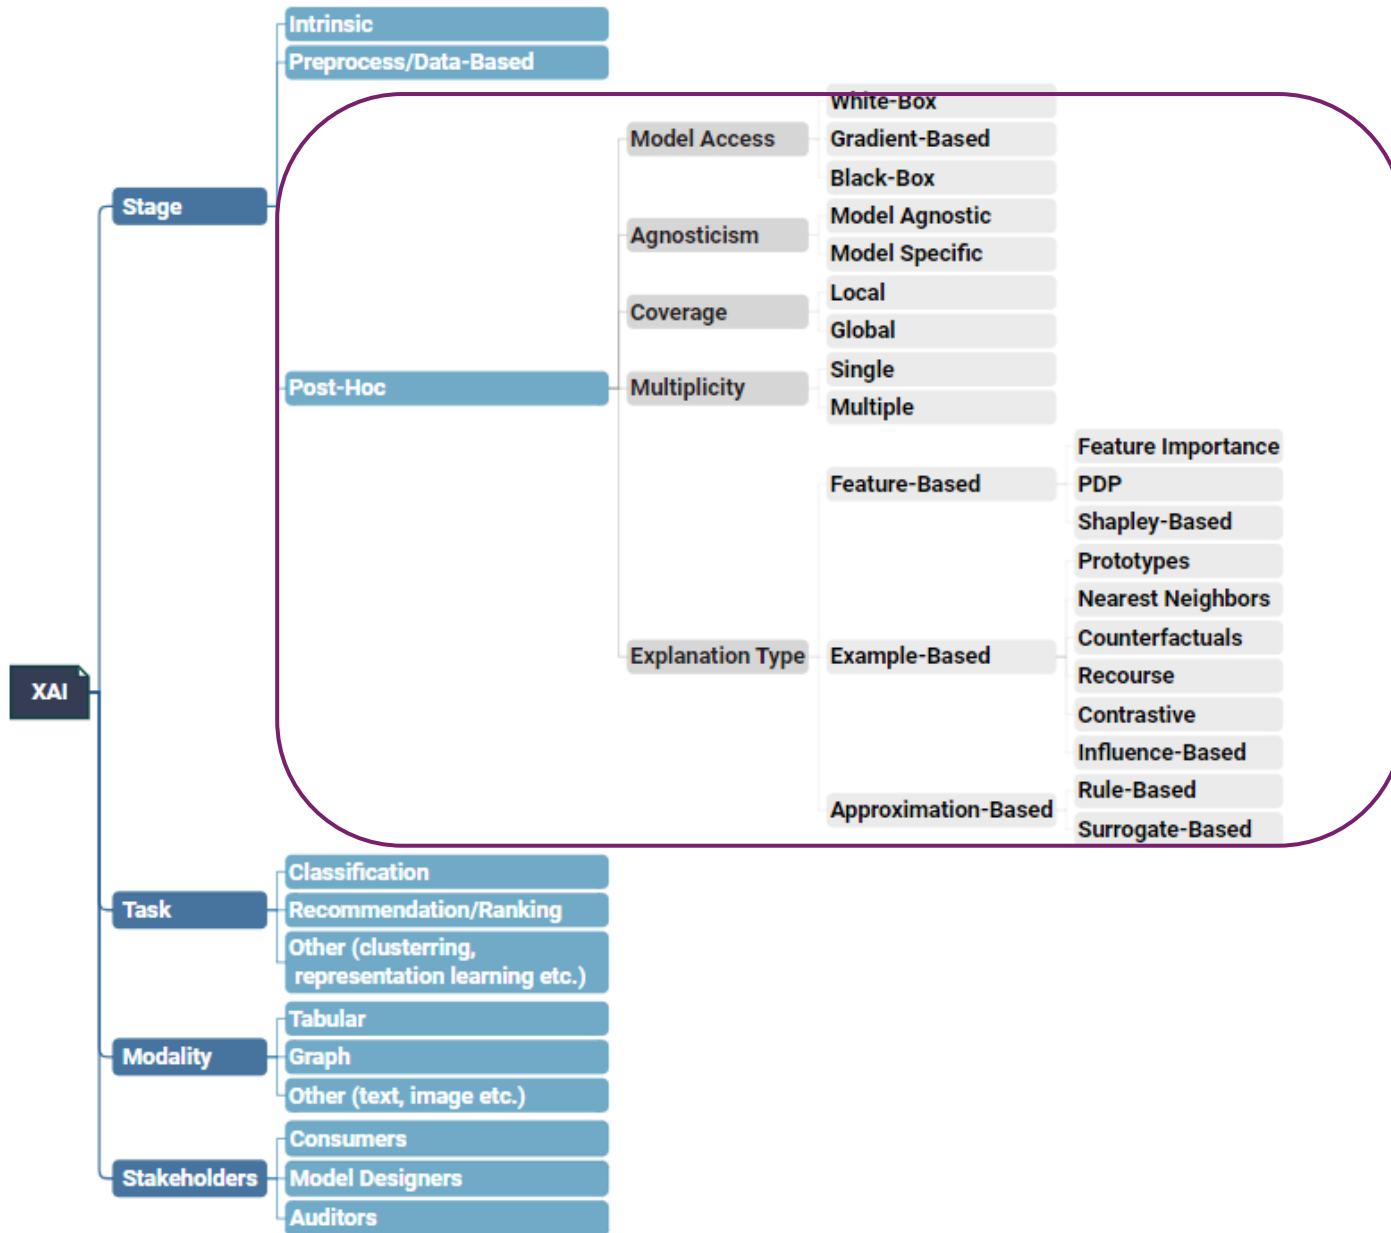 Intrinsic
Preprocess/Data-Based
White-Box
Model Access
Gradient-Based
Black-Box
Stage
Model Agnostic
Agnosticism
Model Specific
Local
Coverage
Global
Single
Post-Hoc
Multiplicity
Multiple
Feature Importance
Feature-Based
PDP
Shapley-Based
Prototypes
Nearest Neighbors
Counterfactuals
Explanation Type
Example-Based
Recourse
XAI
Contrastive
Influence-Based
Rule-Based
Approximation-Based
Surrogate-Based
Classification
Task
Recommendation/Ranking
Other (clusterring,
representation learning etc.)
Tabular
Modality
Graph
Other (text, image etc.)
Consumers
Stakeholders
Model Designers
Auditors